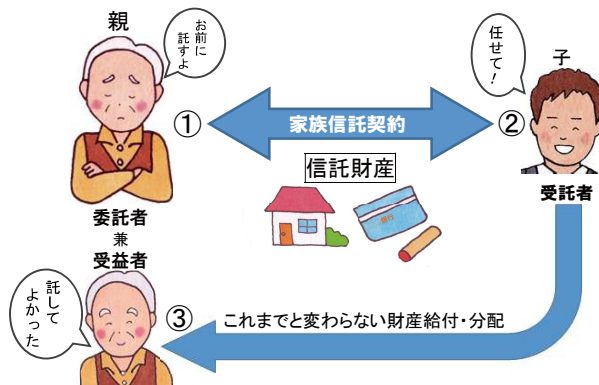 親
お前に
託すよ
①
家族信託契約
②
任せて!
子
信託財産
銀行
委託者
兼
受益者
受託者
託して
よかった
③
これまでと変わらない財産給付・分配